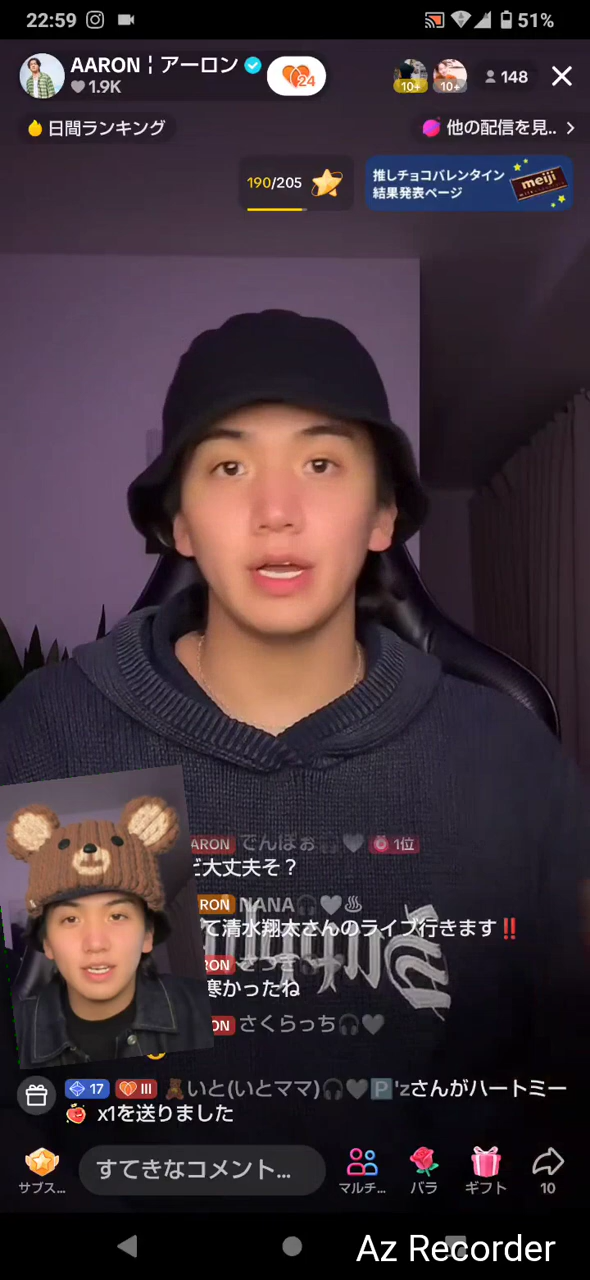 22:59
51%
AARON ¦ アーロン
1.9K
24
10+
10+
148
日間ランキング
他の配信を見..
190/205
推しチョコバレンタイン
結果発表ページ
meiji
ARON でんぼぉ 1位
ど大丈夫そ?
RON NANA
て清水翔太さんのライブ行きます‼
RON
寒かったね
ON さくらっち
17 III いと(いとママ) P'zさんがハートミー
x1を送りました
サブス...
すてきなコメント...
マルチ...
バラ
ギフト
10
Az Recorder